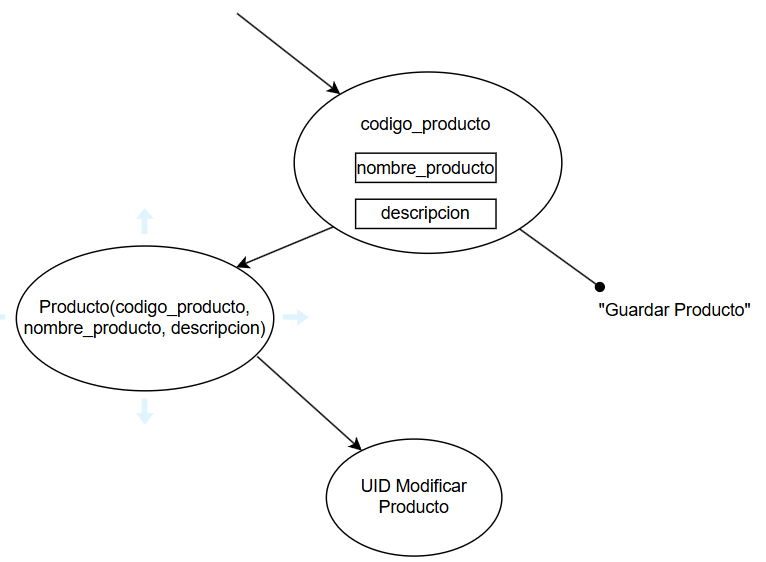 codigo_producto
nombre_producto
descripcion
Producto(codigo_producto,
nombre_producto, descripcion)
"Guardar Producto"
UID Modificar
Producto